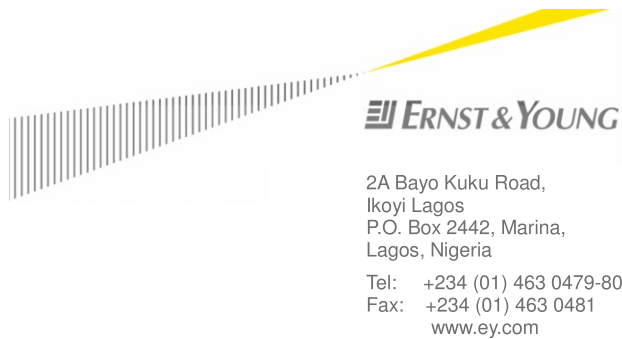 ERNST & YOUNG
2A Bayo Kuku Road,
Ikoyi Lagos
P.O. Box 2442, Marina,
Lagos, Nigeria
Tel: +234 (01) 463 0479-80
Fax: +234 (01) 463 0481
www.ey.com